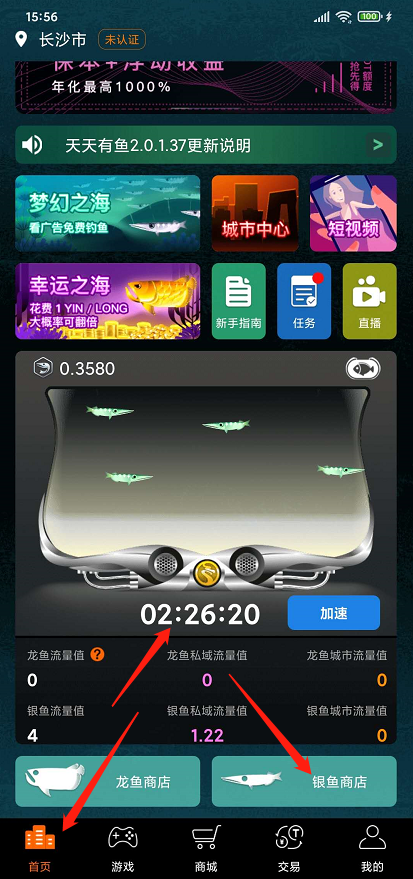 15:56
100
长沙市
未认证
保本+浮动收益
年化最高1000%
抢先得
天天有鱼2.0.1.37更新说明
>
梦幻之海
看广告免费钓鱼
城市中心
短视频
幸运之海
花费 1 YIN / LONG
大概率可翻倍
新手指南
任务
直播
0.3580
02:26:20
加速
龙鱼流量值 ?
龙鱼私域流量值
龙鱼城市流量值
0
0
0
银鱼流量值
银鱼私域流量值
银鱼城市流量值
4
1.22
0
龙鱼商店
银鱼商店
首页
游戏
商城
交易
我的